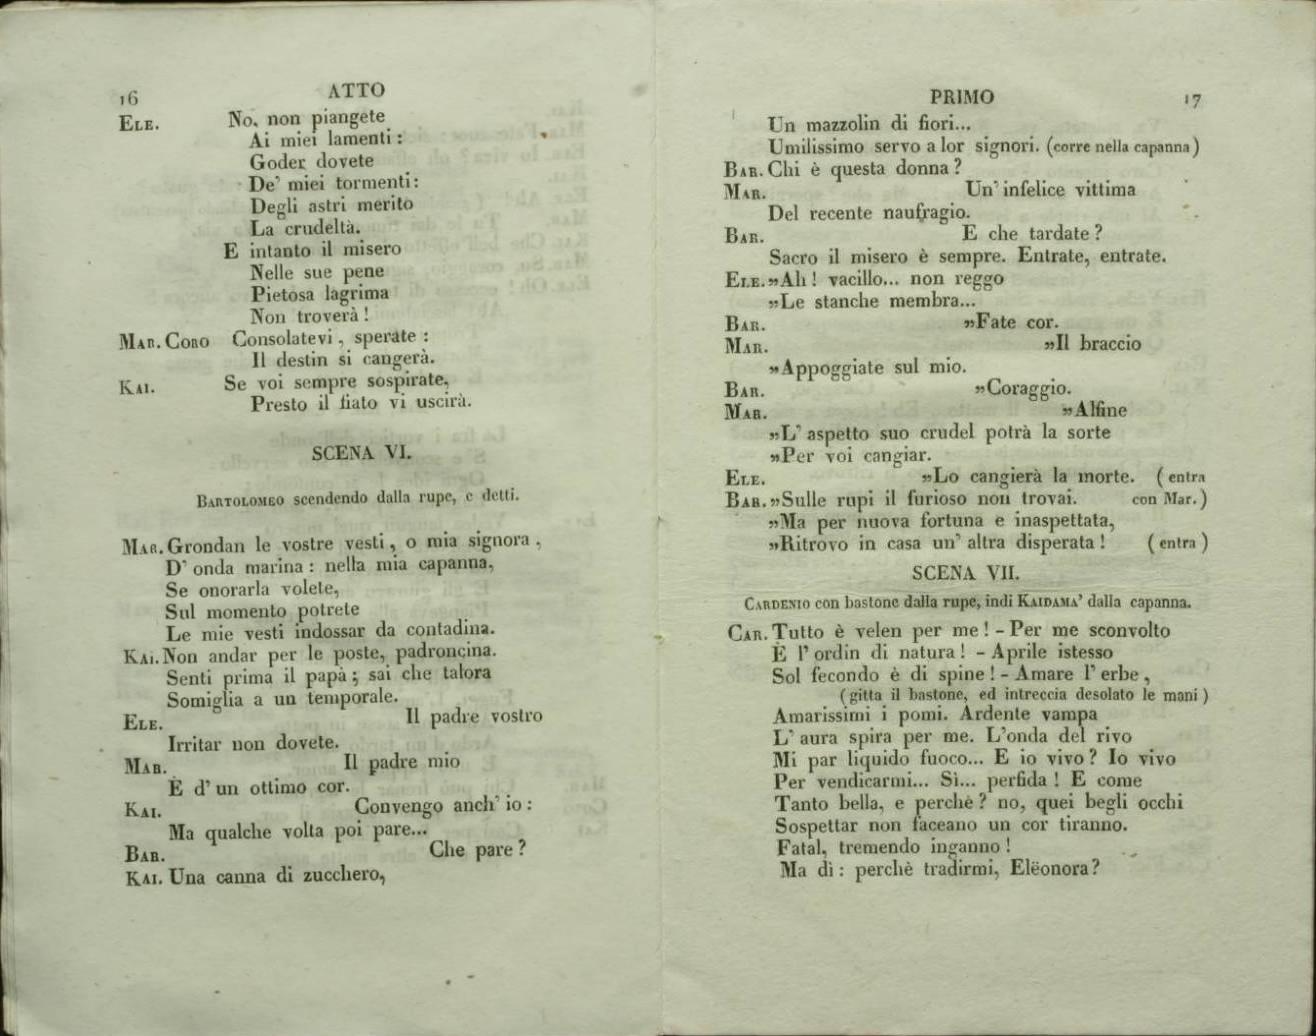 16
ATTO
ELE. No, non piangete
Ai miei lamenti :
Goder dovete
De' miei tormenti :
Degli astri merito
La crudeltà.
E intanto il misero
Nelle sue pene
Pietosa lagrima
Non troverà !
MAR. CORO Consolatevi, sperate :
Il destin si cangerà.
KAI. Se voi sempre sospirate,
Presto il fiato vi uscirà.
SCENA VI.
BARTOLOMEO scendendo dalla rupe, e detti.
MAR. Grondan le vostre vesti, o mia signora,
D' onda marina : nella mia capanna,
Se onorarla volete,
Sul momento potrete
Le mie vesti indossar da contadina.
KAI. Non andar per le poste, padroncina.
Senti prima il papà ; sai che talora
Somiglia a un temporale.
ELE. Il padre vostro
Irritar non dovete.
MAR. Il padre mio
È d' un ottimo cor.
KAI. Convengo anch' io :
Ma qualche volta poi pare...
BAR. Che pare ?
KAI. Una canna di zucchero,
PRIMO
17
Un mazzolin di fiori...
Umilissimo servo a lor signori. (corre nella capanna)
BAR. Chi è questa donna ?
MAR. Un' infelice vittima
Del recente naufragio.
BAR. E che tardate ?
Sacro il misero è sempre. Entrate, entrate.
ELE. »Ah ! vacillo... non reggo
»Le stanche membra...
BAR. »Fate cor.
MAR. »Il braccio
»Appoggiate sul mio.
BAR. »Coraggio.
MAR. »Alfine
»L' aspetto suo crudel potrà la sorte
»Per voi cangiar.
ELE. »Lo cangierà la morte. (entra
BAR. »Sulle rupi il furioso non trovai. con Mar.)
»Ma per nuova fortuna e inaspettata,
»Ritrovo in casa un' altra disperata ! (entra)
SCENA VII.
CARDENIO con bastone dalla rupe, indi KAIDAMA' dalla capanna.
CAR. Tutto è velen per me ! - Per me sconvolto
È l' ordin di natura ! - Aprile istesso
Sol fecondo è di spine ! - Amare l' erbe,
(gitta il bastone, ed intreccia desolato le mani)
Amarissimi i pomi. Ardente vampa
L' aura spira per me. L'onda del rivo
Mi par liquido fuoco... E io vivo ? Io vivo
Per vendicarmi... Sì... perfida ! E come
Tanto bella, e perchè ? no, quei begli occhi
Sospettar non faceano un cor tiranno.
Fatal, tremendo inganno !
Ma dì : perchè tradirmi, Elëonora ?